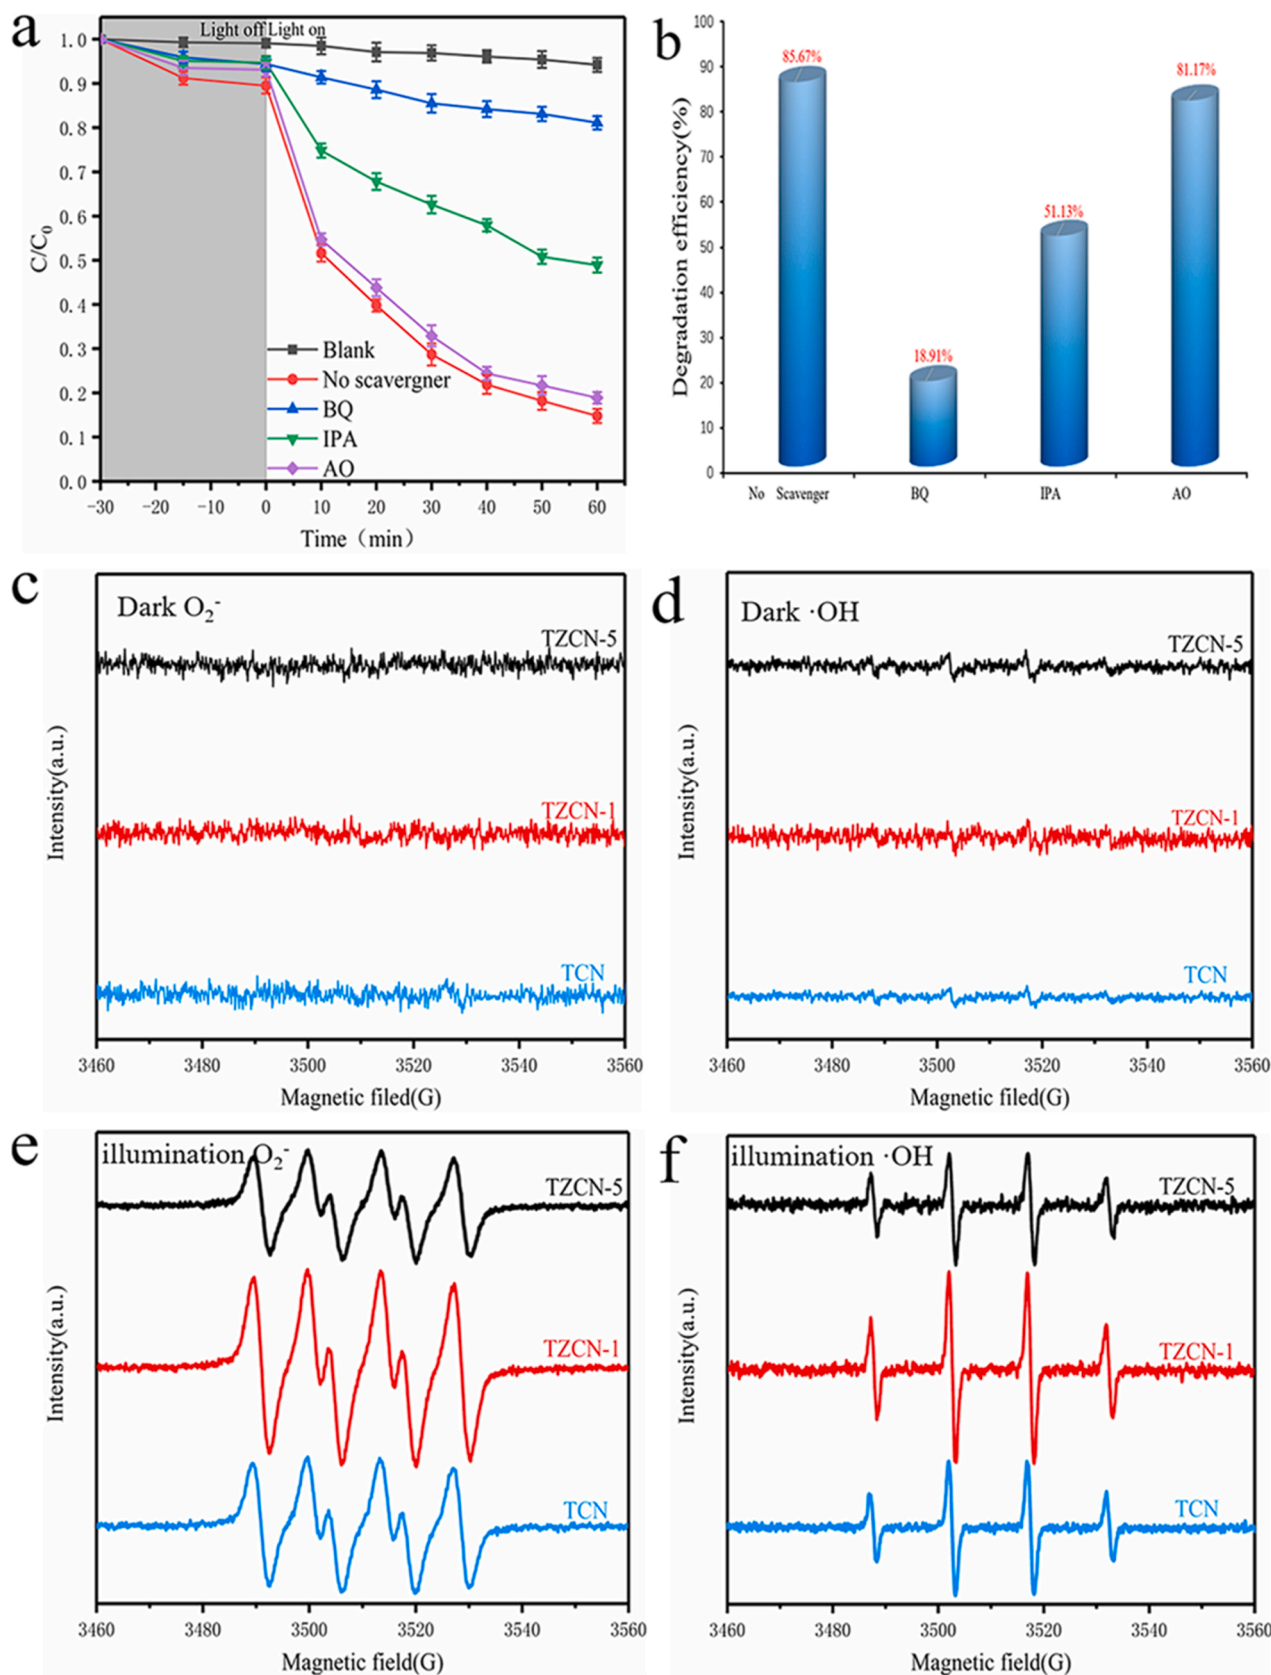 a
Light off Light on
1.0
0.9
0.8
0.7
0.6
0.5
0.4
0.3
0.2
0.1
0.0
C/C0
Blank
No scavergner
BQ
IPA
AO
-30 -20 -10 0 10 20 30 40 50 60
Time (min)
b
100
90
80
70
60
50
40
30
20
10
0
Degradation efficiency(%)
85.67%
18.91%
51.13%
81.17%
No Scavenger BQ IPA AO
c
Dark O2-
TZCN-5
TZCN-1
TCN
Intensity(a.u.)
3460 3480 3500 3520 3540 3560
Magnetic filed(G)
d
Dark ·OH
TZCN-5
TZCN-1
TCN
Intensity(a.u.)
3460 3480 3500 3520 3540 3560
Magnetic filed(G)
e
illumination O2-
TZCN-5
TZCN-1
TCN
Intensity(a.u.)
3460 3480 3500 3520 3540 3560
Magnetic field(G)
f
illumination ·OH
TZCN-5
TZCN-1
TCN
Intensity(a.u.)
3460 3480 3500 3520 3540 3560
Magnetic field(G)